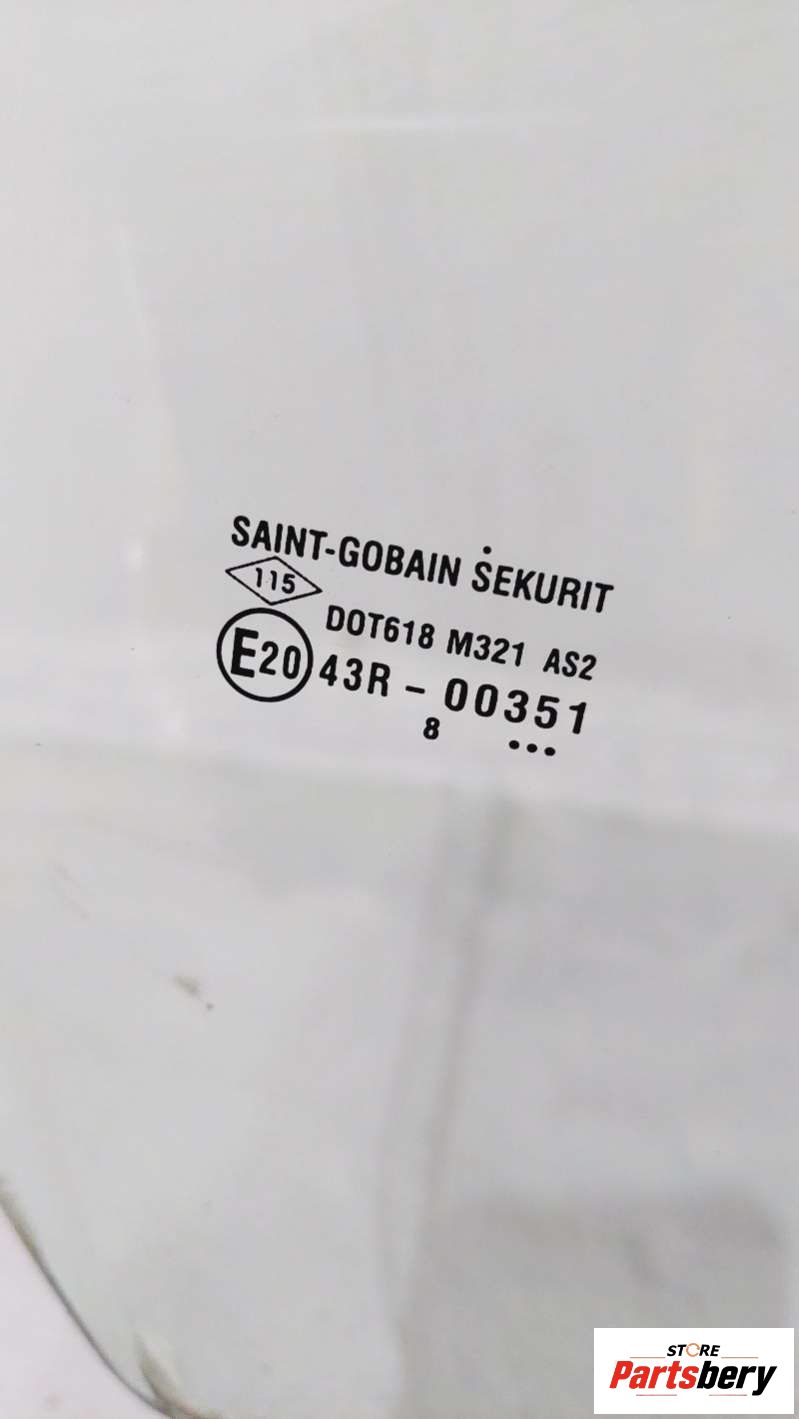 SAINT-GOBAIN SEKURIT
115
DOT618 M321 AS2
E20 43R - 00351
8 ...
STORE
Partsbery